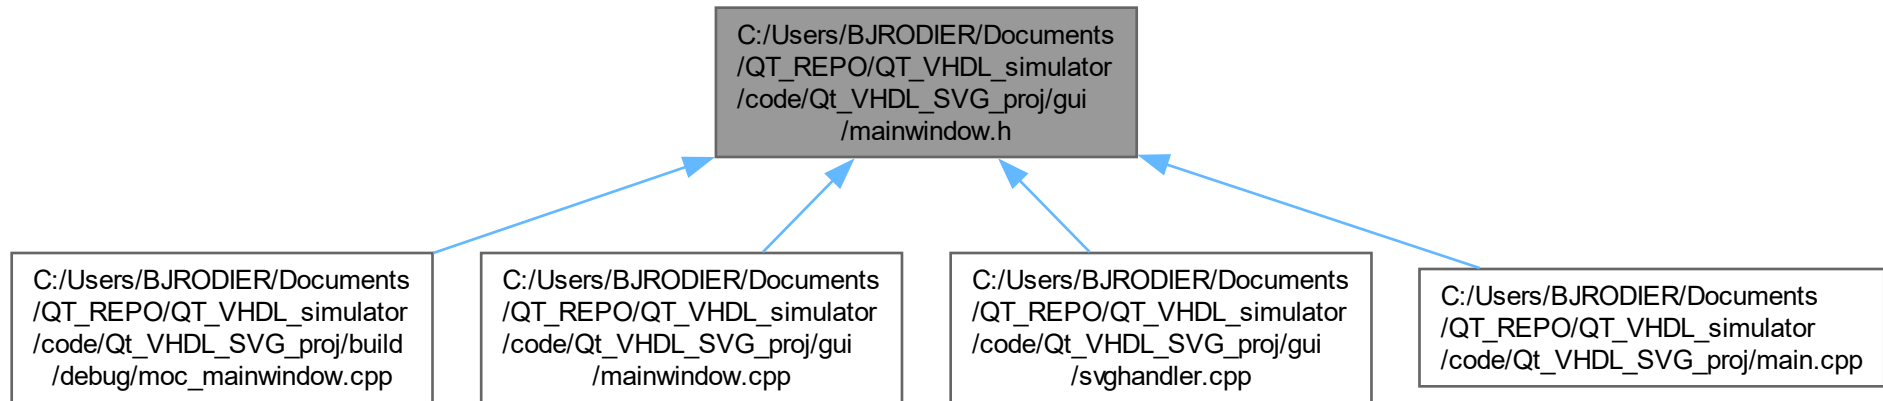 C:/Users/BJRODIER/Documents
/QT_REPO/QT_VHDL_simulator
/code/Qt_VHDL_SVG_proj/gui
/mainwindow.h
C:/Users/BJRODIER/Documents
/QT_REPO/QT_VHDL_simulator
/code/Qt_VHDL_SVG_proj/build
/debug/moc_mainwindow.cpp
C:/Users/BJRODIER/Documents
/QT_REPO/QT_VHDL_simulator
/code/Qt_VHDL_SVG_proj/gui
/mainwindow.cpp
C:/Users/BJRODIER/Documents
/QT_REPO/QT_VHDL_simulator
/code/Qt_VHDL_SVG_proj/gui
/svghandler.cpp
C:/Users/BJRODIER/Documents
/QT_REPO/QT_VHDL_simulator
/code/Qt_VHDL_SVG_proj/main.cpp